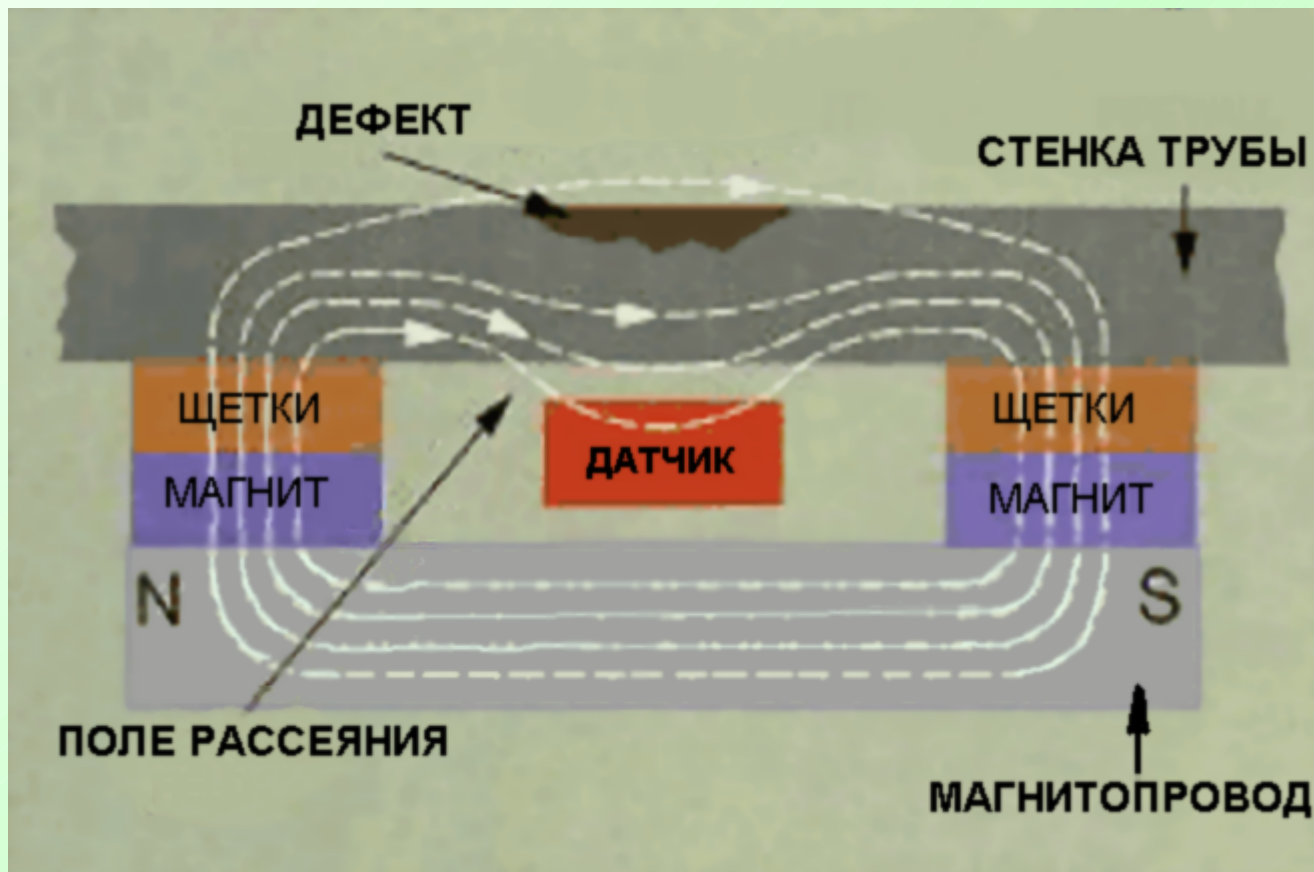 ДЕФЕКТ
СТЕНКА ТРУБЫ
ЩЕТКИ
ЩЕТКИ
МАГНИТ
ДАТЧИК
МАГНИТ
N
S
ПОЛЕ РАССЕЯНИЯ
МАГНИТОПРОВОД